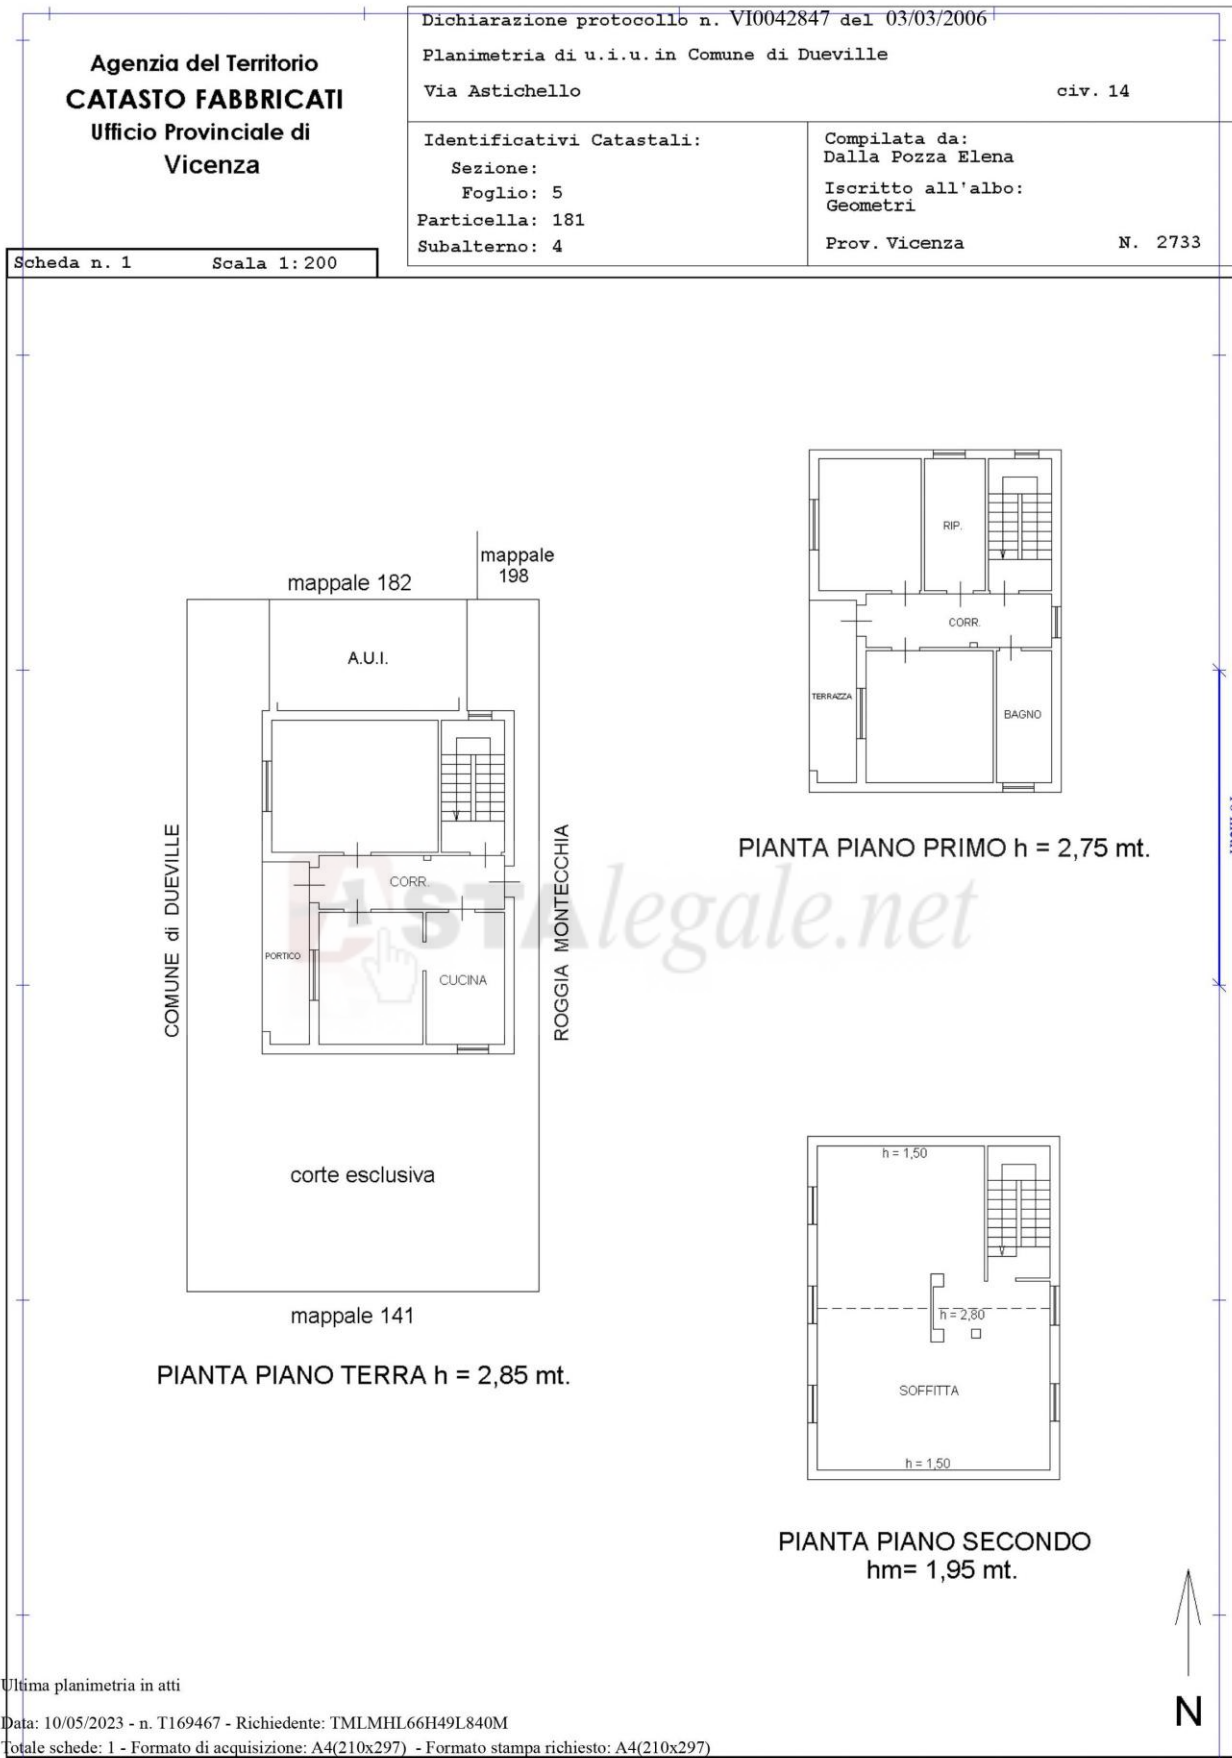 Agenzia del Territorio
CATASTO FABBRICATI
Ufficio Provinciale di
Vicenza
Dichiarazione protocollo n. VI0042847 del 03/03/2006
Planimetria di u.i.u. in Comune di Dueville
Via Astichello civ. 14
Identificativi Catastali:
Sezione:
Foglio: 5
Particella: 181
Subalterno: 4
Compilata da:
Dalla Pozza Elena
Iscritto all'albo:
Geometri
Prov. Vicenza N. 2733
Scheda n. 1 Scala 1:200
RIP.
CORR.
TERRAZZA
BAGNO
PIANTA PIANO PRIMO h = 2,75 mt.
mappale
198
mappale 182
A.U.I.
COMUNE di DUEVILLE
ROGGIA MONTECCHIA
CORR.
PORTICO
CUCINA
ASTAlegale.net
corte esclusiva
mappale 141
PIANTA PIANO TERRA h = 2,85 mt.
h = 1,50
h = 2,80
SOFFITTA
h = 1,50
PIANTA PIANO SECONDO
hm= 1,95 mt.
N
Ultima planimetria in atti
Data: 10/05/2023 - n. T169467 - Richiedente: TMLMHL66H49L840M
Totale schede: 1 - Formato di acquisizione: A4(210x297) - Formato stampa richiesto: A4(210x297)